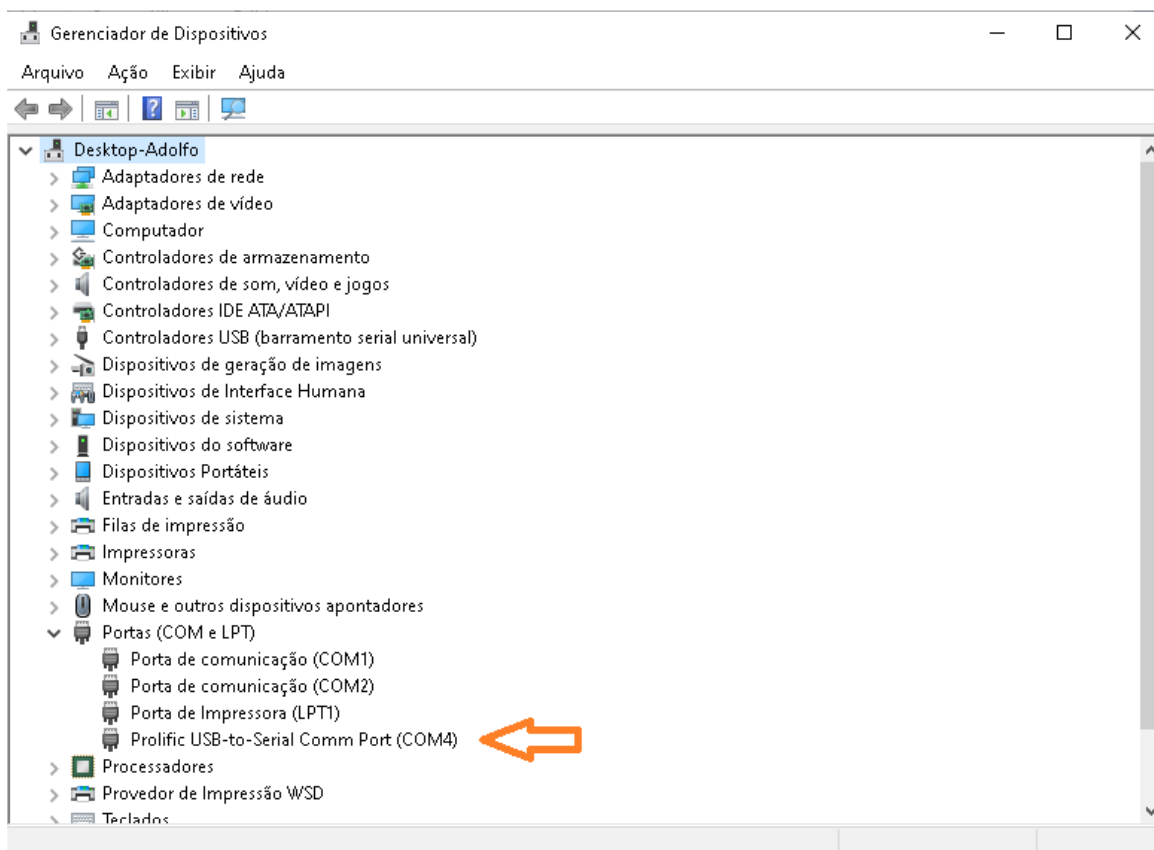 Gerenciador de Dispositivos
Arquivo Ação Exibir Ajuda
?
Desktop-Adolfo
Adaptadores de rede
Adaptadores de vídeo
Computador
Controladores de armazenamento
Controladores de som, vídeo e jogos
Controladores IDE ATA/ATAPI
Controladores USB (barramento serial universal)
Dispositivos de geração de imagens
Dispositivos de Interface Humana
Dispositivos de sistema
Dispositivos do software
Dispositivos Portáteis
Entradas e saídas de áudio
Filas de impressão
Impressoras
Monitores
Mouse e outros dispositivos apontadores
Portas (COM e LPT)
Porta de comunicação (COM1)
Porta de comunicação (COM2)
Porta de Impressora (LPT1)
Prolific USB-to-Serial Comm Port (COM4)
Processadores
Provedor de Impressão WSD
Teclados